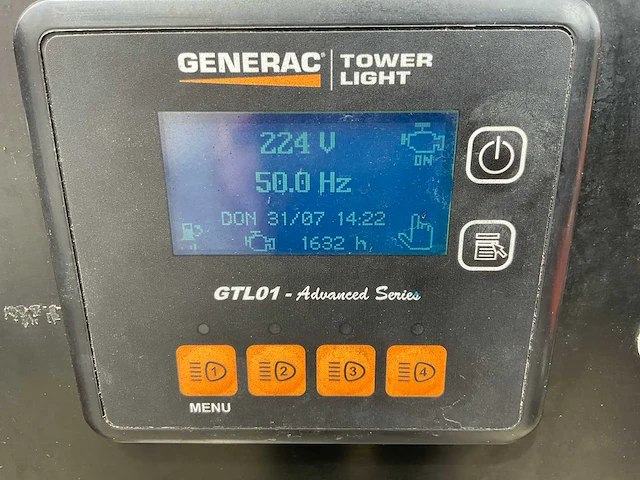 GENERAC
TOWER
LIGHT
224 V
ON
50.0 Hz
DON 31/07 14:22
1632 h
GTL01 - Advanced Series
1 2 3 4
MENU